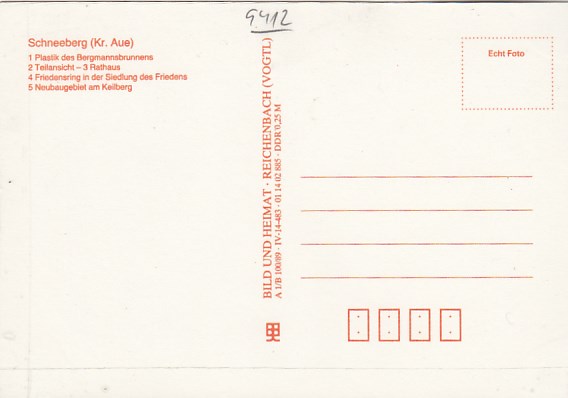 9412
Schneeberg (Kr. Aue)
1 Plastik des Bergmannsbrunnens
2 Teilansicht – 3 Rathaus
4 Friedensring in der Siedlung des Friedens
5 Neubaugebiet am Keilberg
BILD UND HEIMAT · REICHENBACH (VOGTL)
A 1/B 100/89 · IV-14-483 · 01 14 02 885 · DDR 0,25 M
Echt Foto